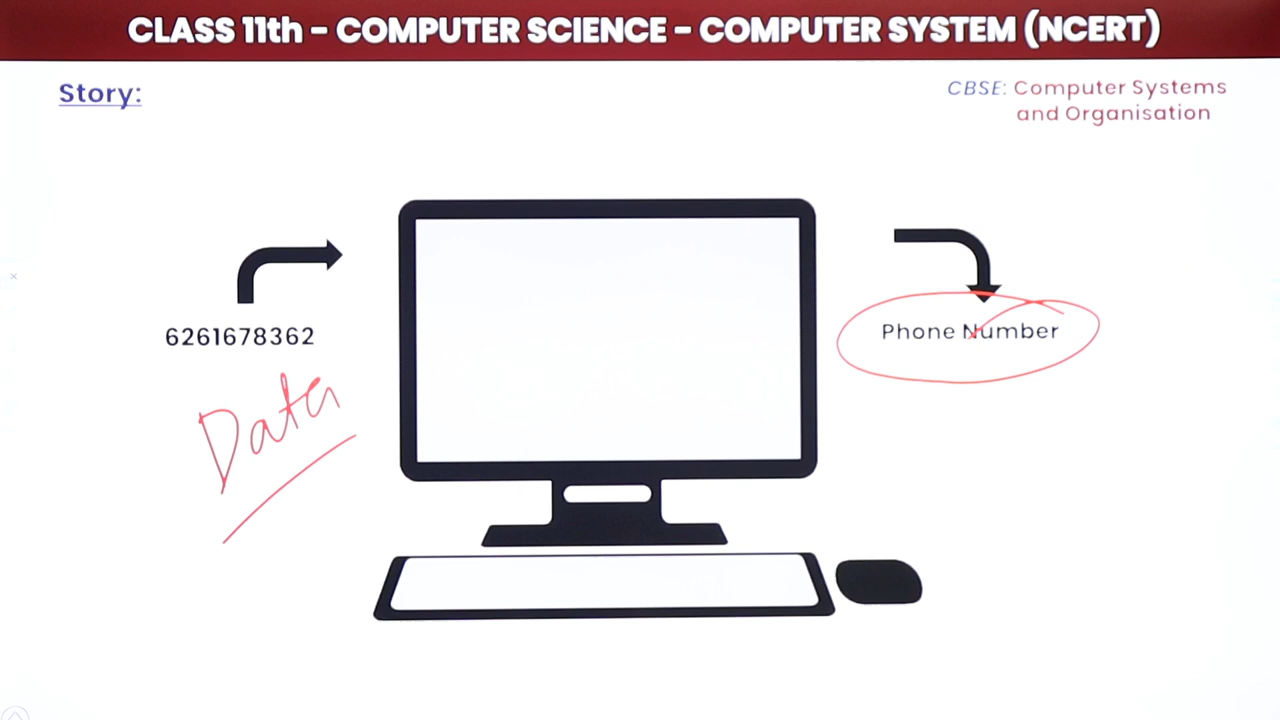 CLASS 11th - COMPUTER SCIENCE - COMPUTER SYSTEM (NCERT)
Story:
CBSE: Computer Systems
and Organisation
6261678362
Phone Number
Data